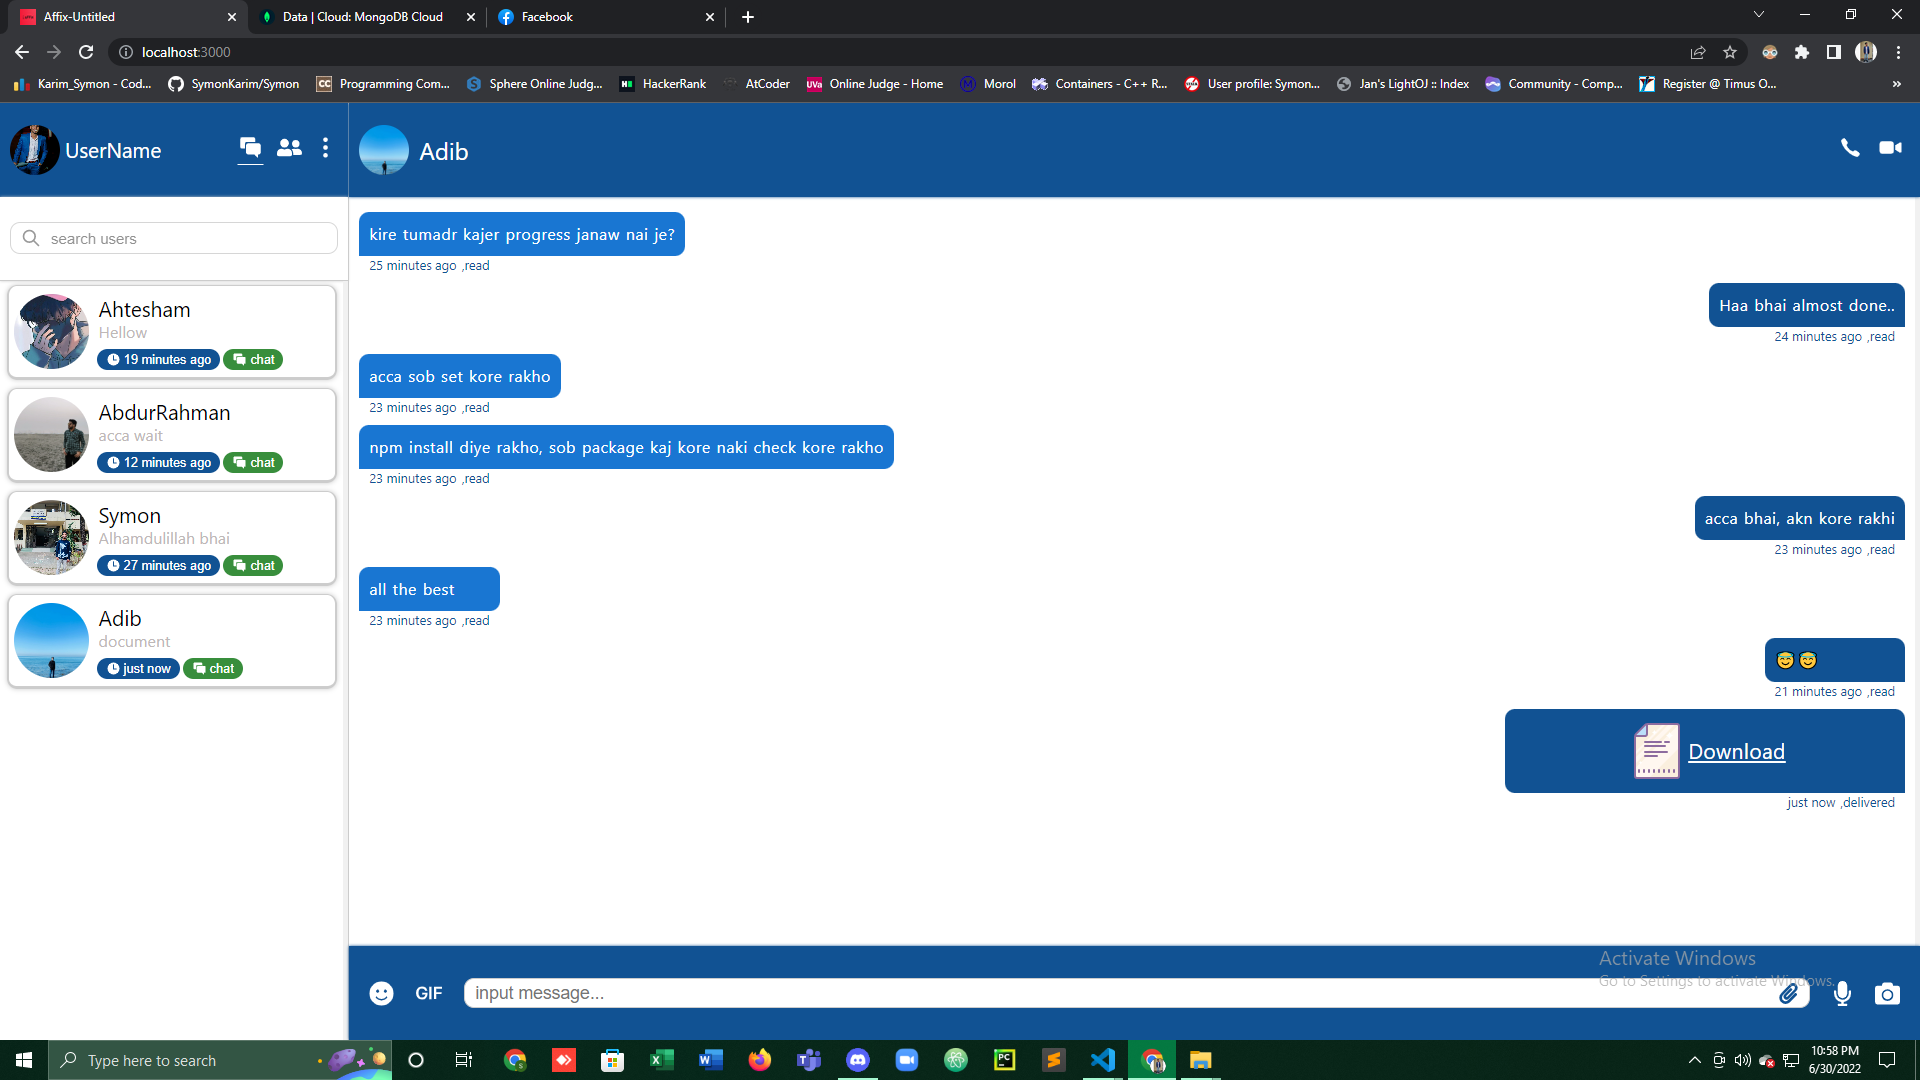 Affix-Untitled
Data | Cloud: MongoDB Cloud
Facebook
localhost:3000
Karim_Symon - Cod...
SymonKarim/Symon
Programming Com...
Sphere Online Judg...
HackerRank
AtCoder
Online Judge - Home
Morol
Containers - C++ R...
User profile: Symon...
Jan's LightOJ :: Index
Community - Comp...
Register @ Timus O...
UserName
Adib
search users
Ahtesham
Hellow
19 minutes ago chat
AbdurRahman
acca wait
12 minutes ago chat
Symon
Alhamdulillah bhai
27 minutes ago chat
Adib
document
just now chat
kire tumadr kajer progress janaw nai je?
25 minutes ago ,read
Haa bhai almost done..
24 minutes ago ,read
acca sob set kore rakho
23 minutes ago ,read
npm install diye rakho, sob package kaj kore naki check kore rakho
23 minutes ago ,read
acca bhai, akn kore rakhi
23 minutes ago ,read
all the best
23 minutes ago ,read
21 minutes ago ,read
Download
just now ,delivered
GIF
input message...
Activate Windows
Go to Settings to activate Windows.
Type here to search
10:58 PM
6/30/2022